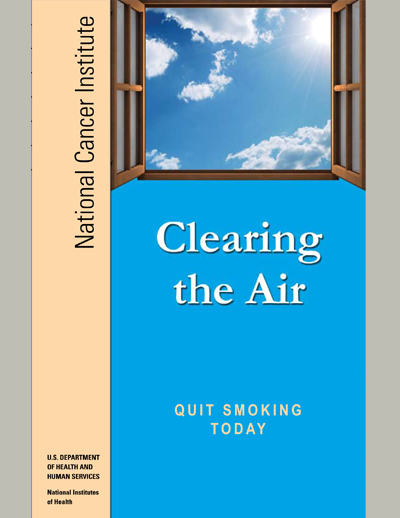 National Cancer Institute
Clearing
the Air
QUIT SMOKING
TODAY
U.S. DEPARTMENT
OF HEALTH AND
HUMAN SERVICES
National Institutes
of Health